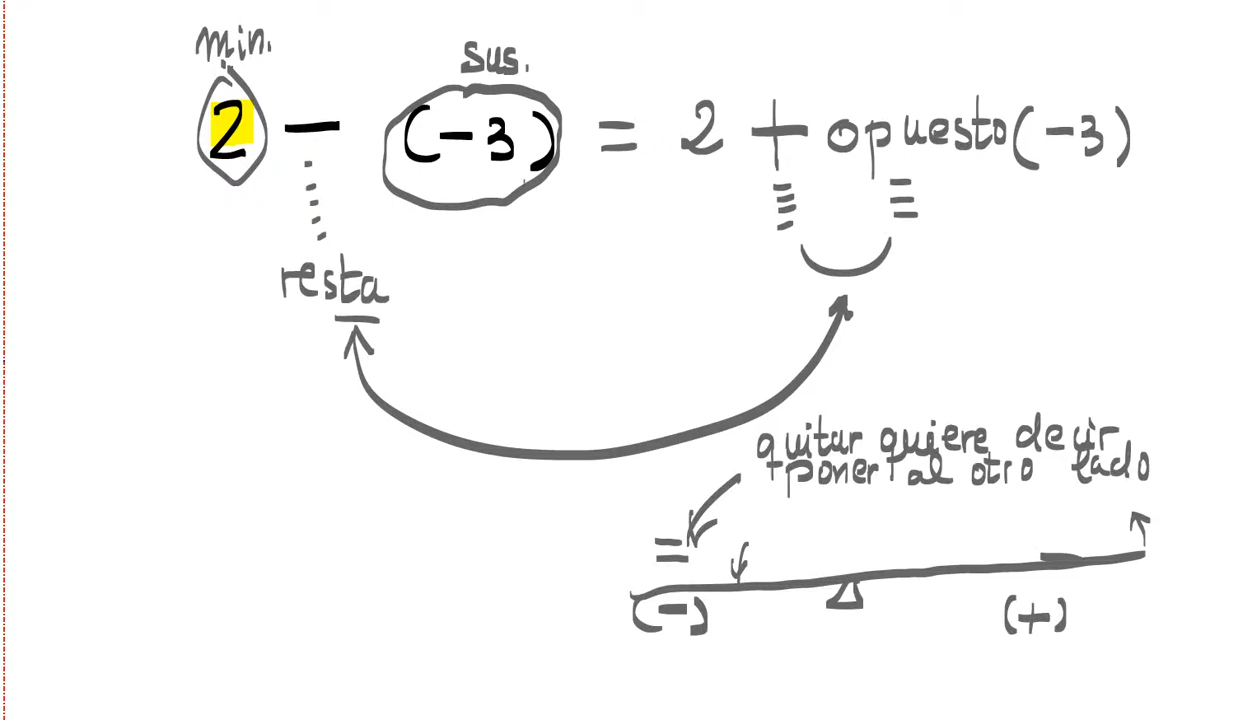 min.
sus.
2 - (-3) = 2 + opuesto(-3)
resta
quitar quiere decir
poner al otro lado
(-)
(+)